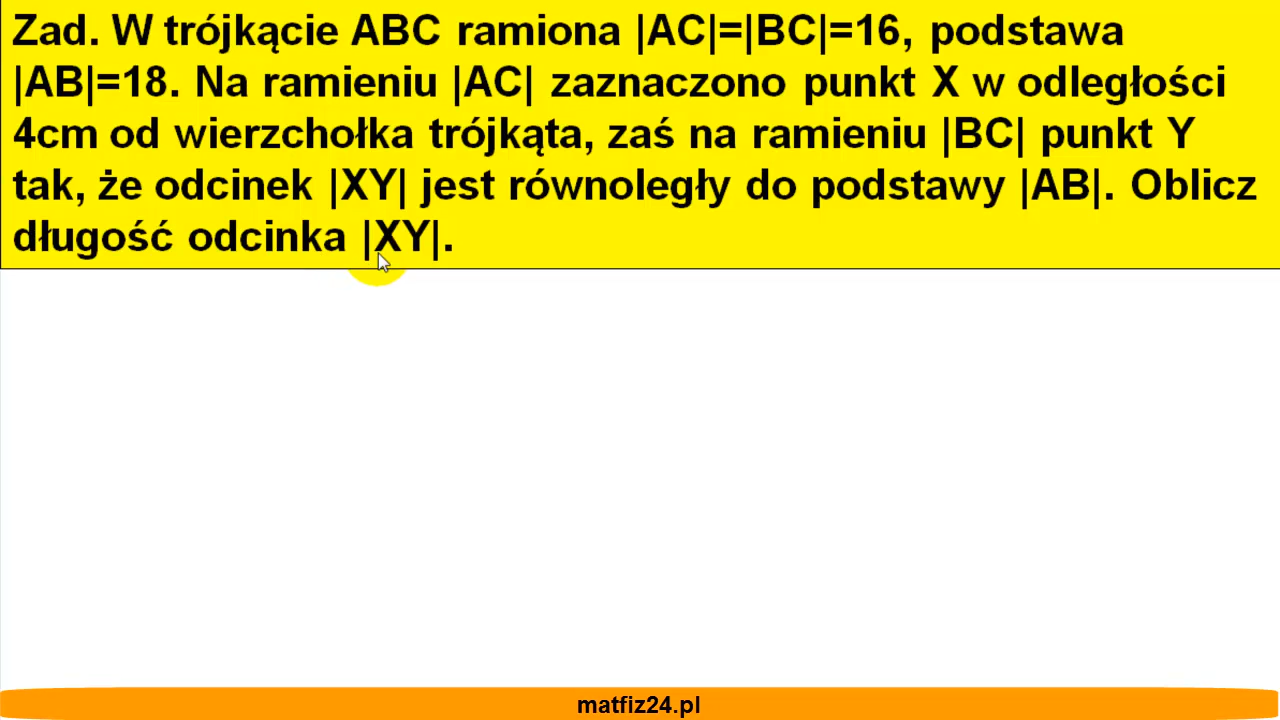 Zad. W trójkącie ABC ramiona |AC|=|BC|=16, podstawa
|AB|=18. Na ramieniu |AC| zaznaczono punkt X w odległości
4cm od wierzchołka trójkąta, zaś na ramieniu |BC| punkt Y
tak, że odcinek |XY| jest równoległy do podstawy |AB|. Oblicz
długość odcinka |XY|.
matfiz24.pl